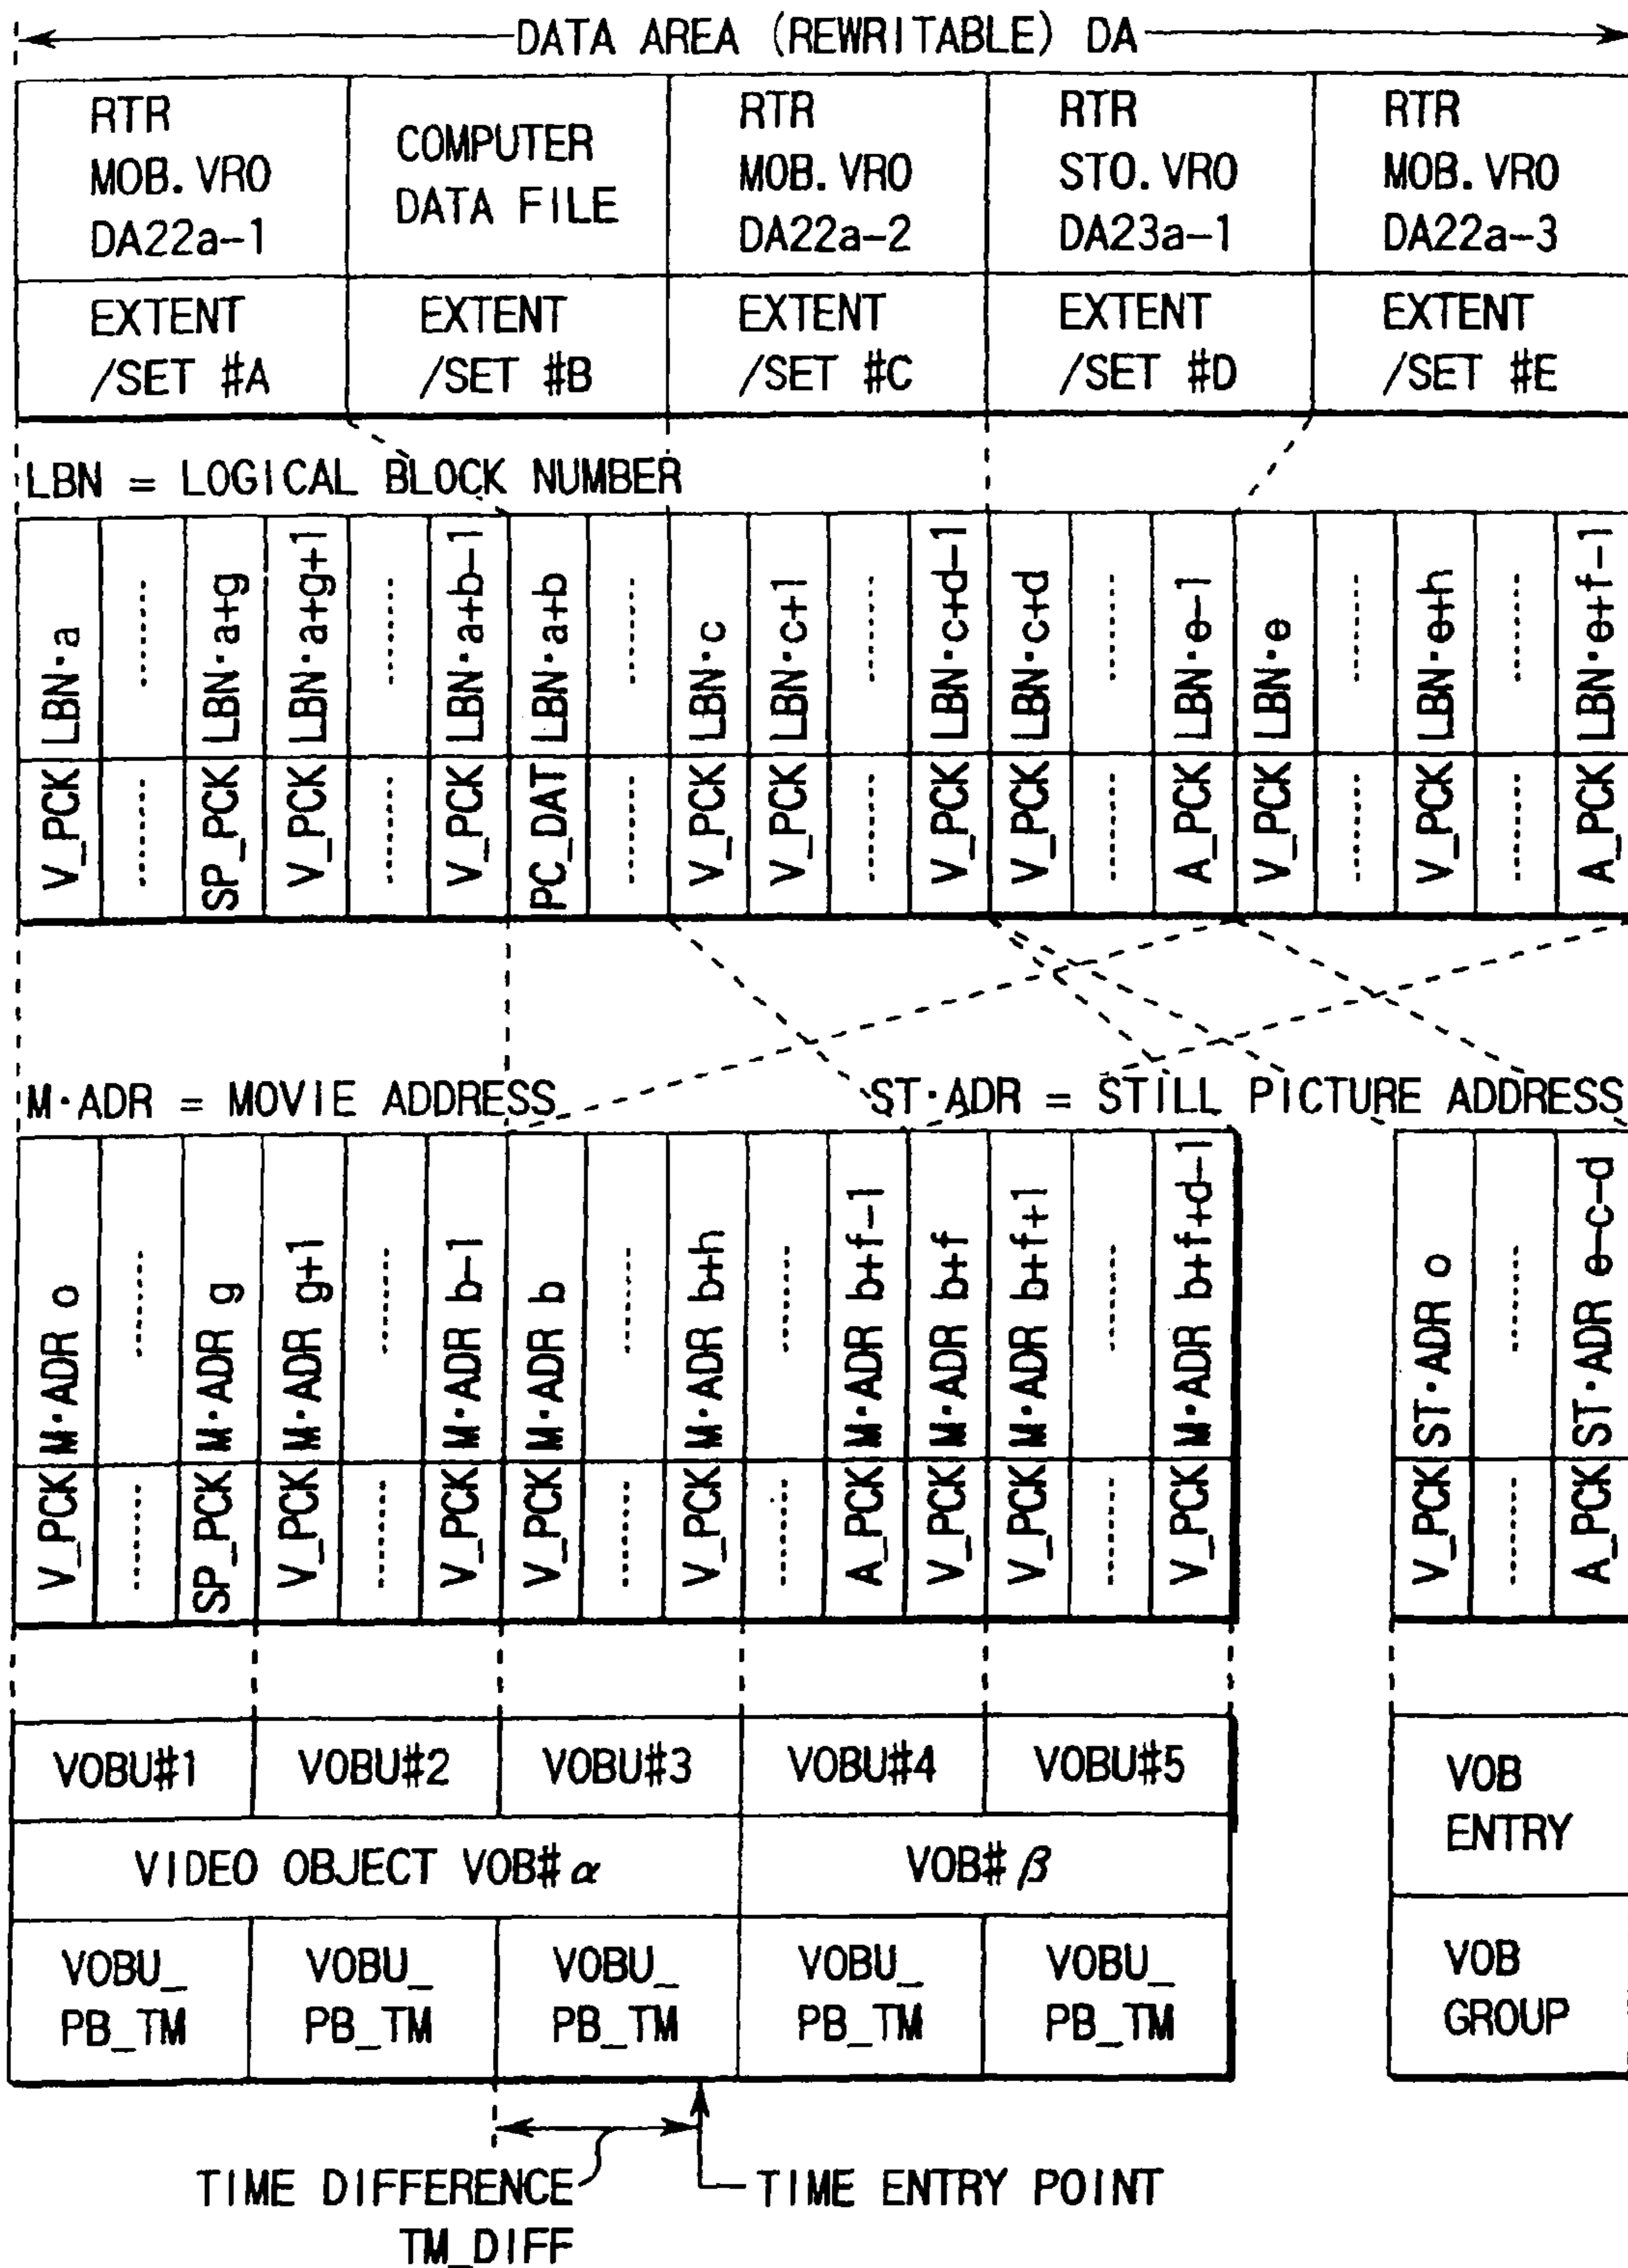 DATA AREA (REWRITABLE) DA
RTR
MOB.VRO
DA22a-1
COMPUTER
DATA FILE
RTR
MOB.VRO
DA22a-2
RTR
STO.VRO
DA23a-1
RTR
MOB.VRO
DA22a-3
EXTENT
/SET #A
EXTENT
/SET #B
EXTENT
/SET #C
EXTENT
/SET #D
EXTENT
/SET #E
LBN = LOGICAL BLOCK NUMBER
V_PCK LBN·a
SP_PCK LBN·a+g
V_PCK LBN·a+g+1
V_PCK LBN·a+b-1
PC_DAT LBN·a+b
V_PCK LBN·c
V_PCK LBN·c+1
V_PCK LBN·c+d-1
V_PCK LBN·c+d
A_PCK LBN·e-1
V_PCK LBN·e
V_PCK LBN·e+h
A_PCK LBN·e+f-1
M·ADR = MOVIE ADDRESS
ST·ADR = STILL PICTURE ADDRESS
V_PCK M·ADR o
SP_PCK M·ADR g
V_PCK M·ADR g+1
V_PCK M·ADR b-1
V_PCK M·ADR b
V_PCK M·ADR b+h
A_PCK M·ADR b+f-1
V_PCK M·ADR b+f
V_PCK M·ADR b+f+1
V_PCK M·ADR b+f+d-1
V_PCK ST·ADR o
A_PCK ST·ADR e-c-d
VOBU#1
VOBU#2
VOBU#3
VOBU#4
VOBU#5
VIDEO OBJECT VOB#α
VOB#β
VOBU_
PB_TM
VOBU_
PB_TM
VOBU_
PB_TM
VOBU_
PB_TM
VOBU_
PB_TM
VOB
ENTRY
VOB
GROUP
TIME DIFFERENCE
TM_DIFF
TIME ENTRY POINT